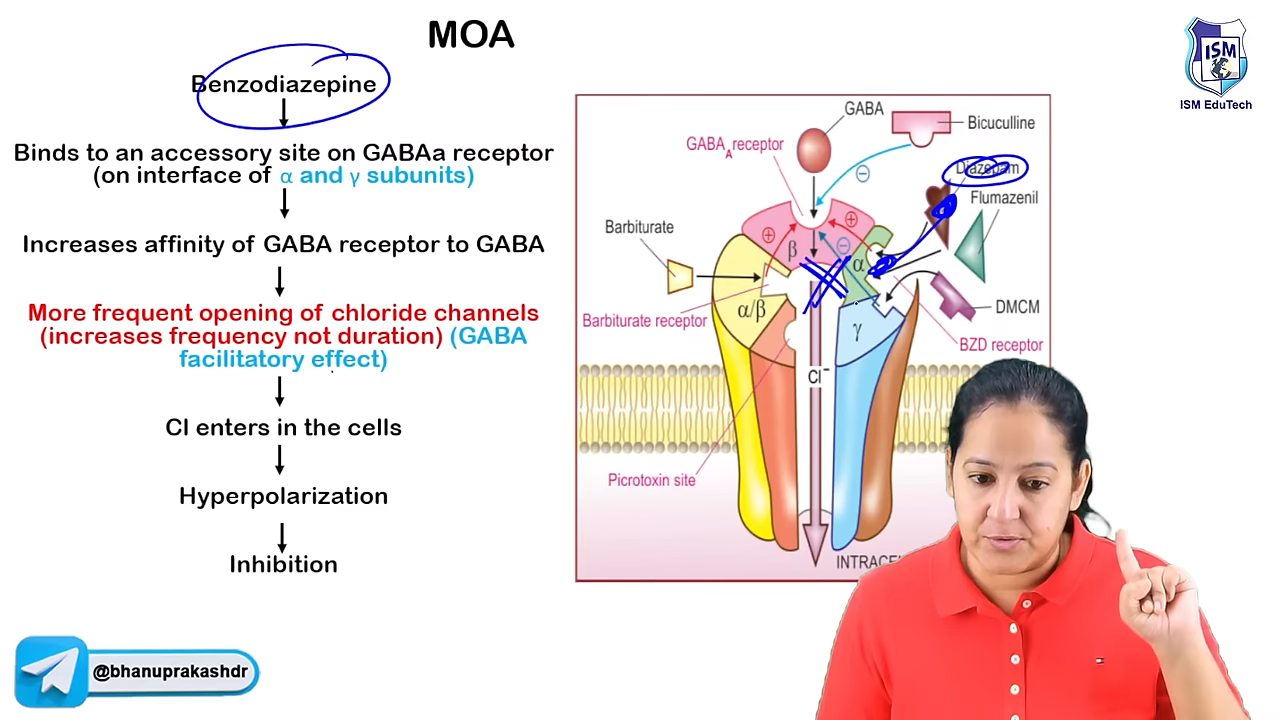 MOA
ISM
ISM EduTech
Benzodiazepine
Binds to an accessory site on GABAa receptor
(on interface of α and γ subunits)
Increases affinity of GABA receptor to GABA
More frequent opening of chloride channels
(increases frequency not duration) (GABA
facilitatory effect)
Cl enters in the cells
Hyperpolarization
Inhibition
GABA
Bicuculline
GABA A receptor
Diazepam
Flumazenil
Barbiturate
β
α
α/β
γ
DMCM
Barbiturate receptor
BZD receptor
Cl⁻
Picrotoxin site
@bhanuprakashdr